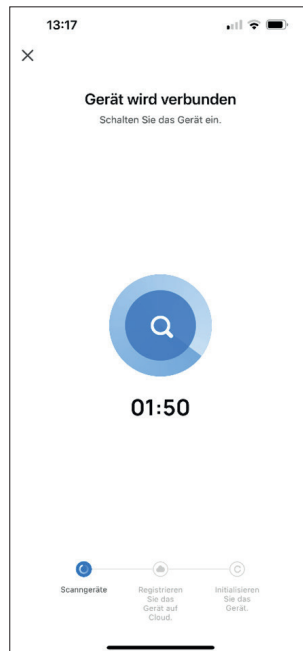 13:17
Gerät wird verbunden
Schalten Sie das Gerät ein.
01:50
Scanngeräte
Registrieren
Sie das
Gerät auf
Cloud.
Initialisieren
Sie das
Gerät.